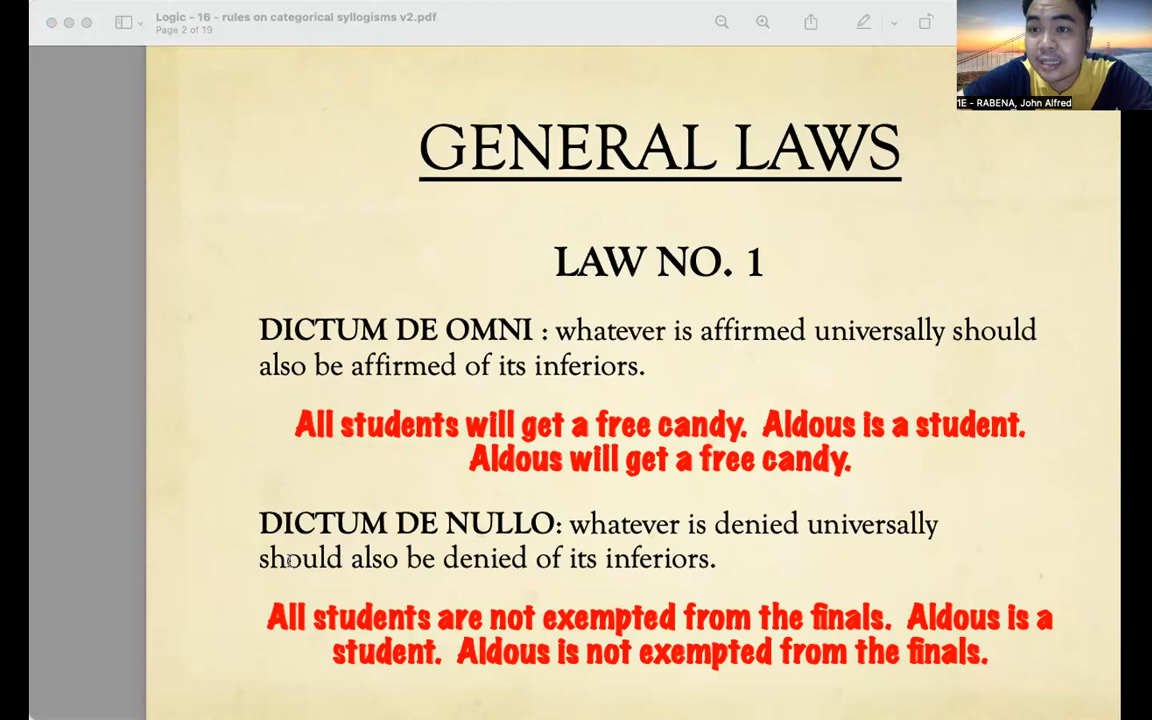 Logic - 16 - rules on categorical syllogisms v2.pdf
Page 2 of 19
1E - RABENA, John Alfred
GENERAL LAWS
LAW NO. 1
DICTUM DE OMNI : whatever is affirmed universally should
also be affirmed of its inferiors.
All students will get a free candy. Aldous is a student.
Aldous will get a free candy.
DICTUM DE NULLO: whatever is denied universally
should also be denied of its inferiors.
All students are not exempted from the finals. Aldous is a
student. Aldous is not exempted from the finals.